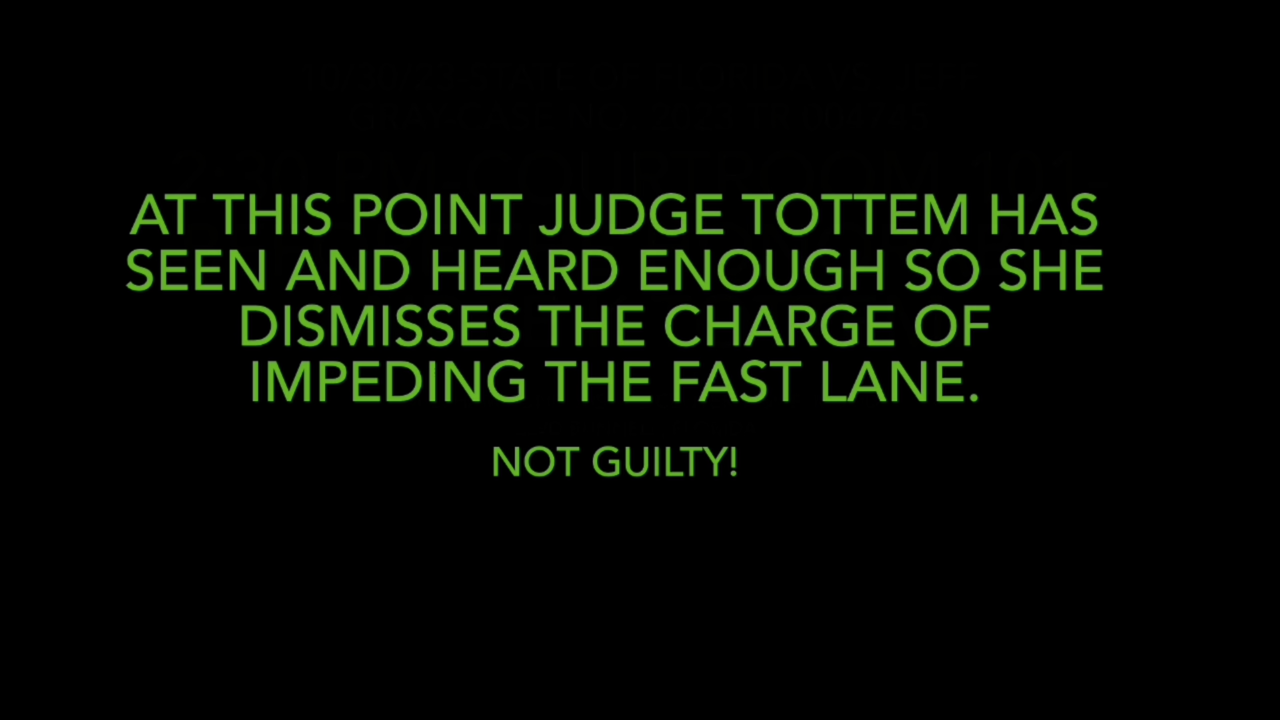 AT THIS POINT JUDGE TOTTEM HAS
SEEN AND HEARD ENOUGH SO SHE
DISMISSES THE CHARGE OF
IMPEDING THE FAST LANE.
NOT GUILTY!